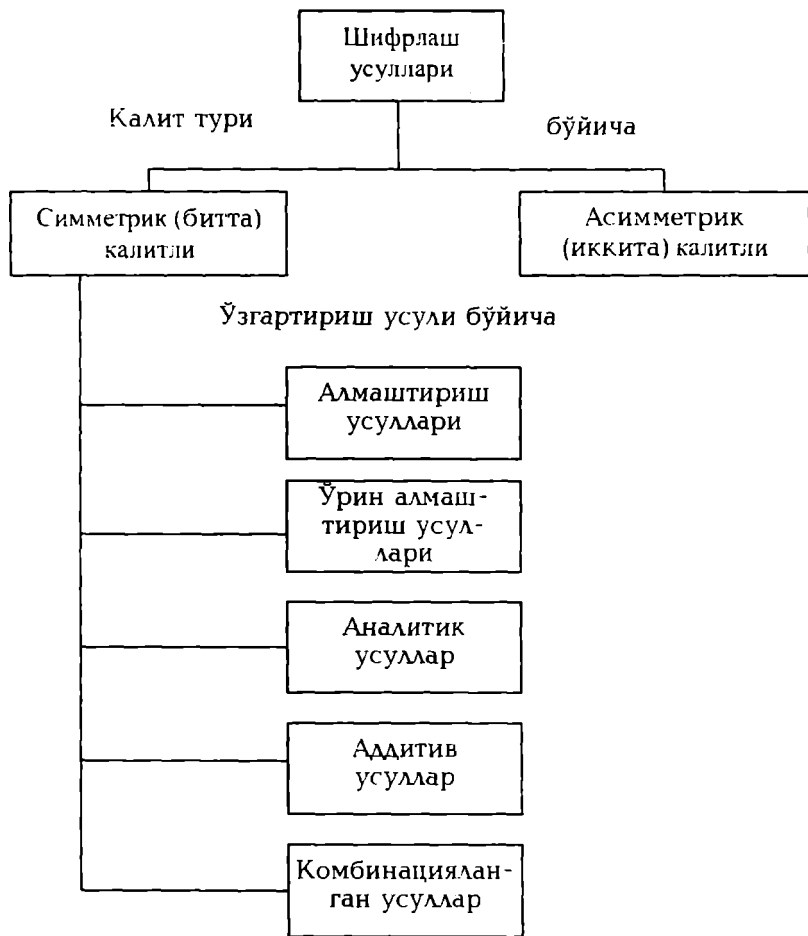 Шифрлаш
усуллари
Калит тури бўйича
Симметрик (битта)
калитли
Асимметрик
(иккита) калитли
Ўзгартириш усули бўйича
Алмаштириш
усуллари
Ўрин алмаш-
тириш усул-
лари
Аналитик
усуллар
Аддитив
усуллар
Комбинациялан-
ган усуллар